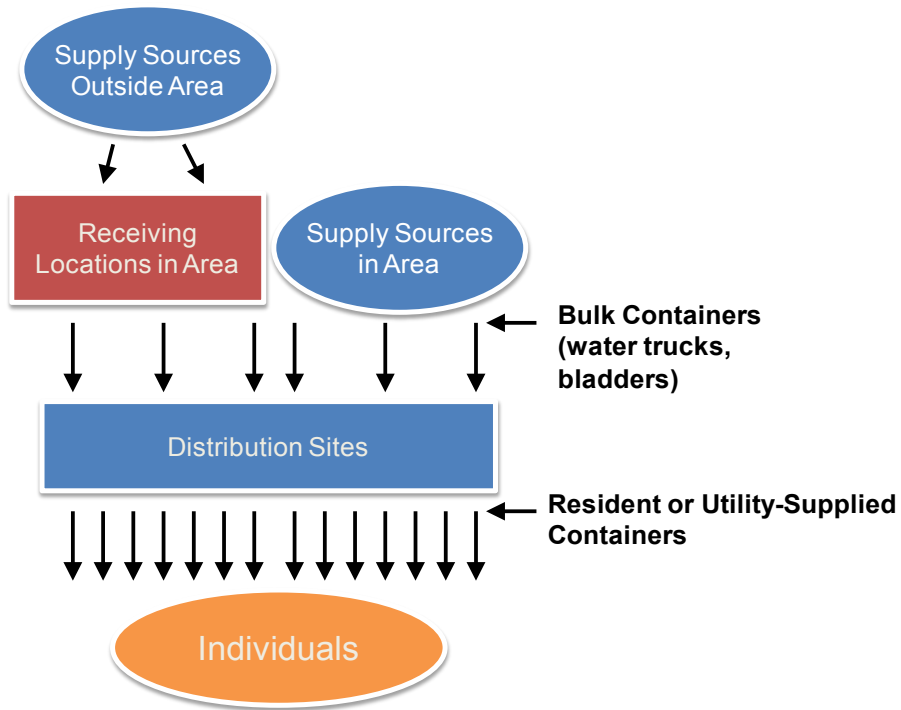 Supply Sources
Outside Area
Receiving
Locations in Area
Supply Sources
in Area
Bulk Containers
(water trucks,
bladders)
Distribution Sites
Resident or Utility-Supplied
Containers
Individuals